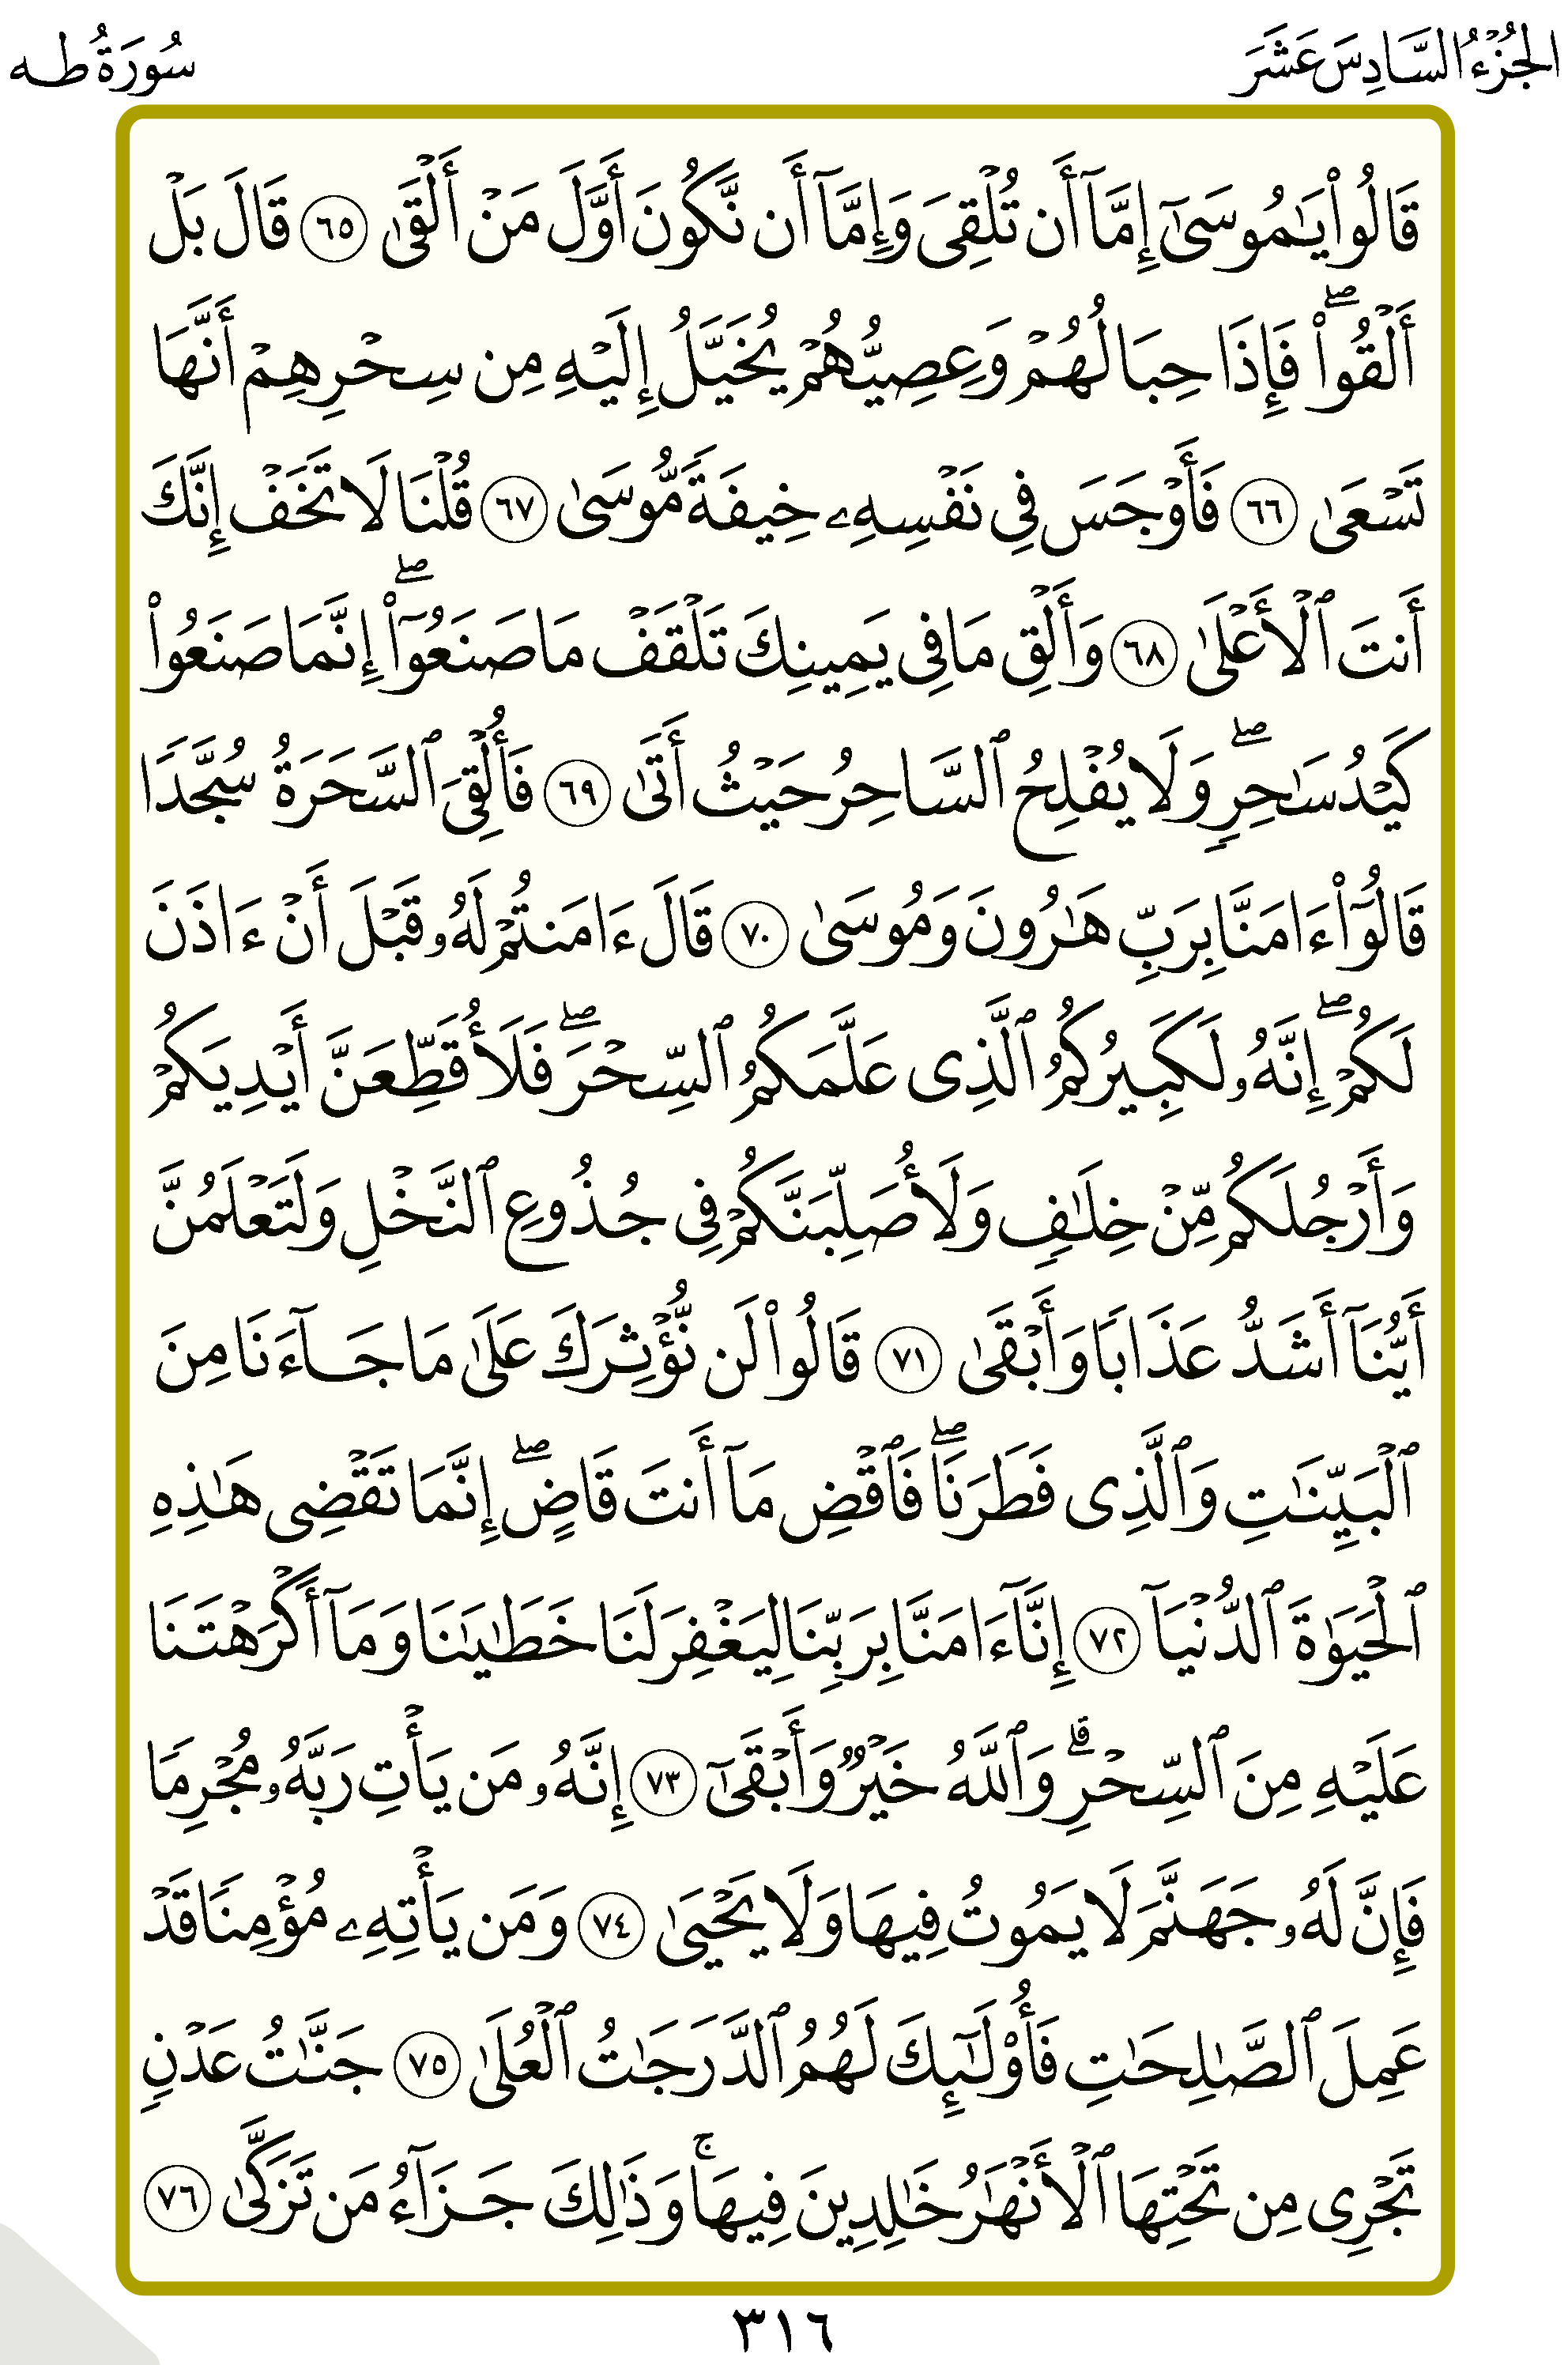 الجُزْءُ السَّادِسَ عَشَرَ
سُورَةُ طه
قَالُواْ يَٰمُوسَىٰٓ إِمَّآ أَن تُلۡقِيَ وَإِمَّآ أَن نَّكُونَ أَوَّلَ مَنۡ أَلۡقَىٰ ٦٥ قَالَ بَلۡ
أَلۡقُواْۖ فَإِذَا حِبَالُهُمۡ وَعِصِيُّهُمۡ يُخَيَّلُ إِلَيۡهِ مِن سِحۡرِهِمۡ أَنَّهَا
تَسۡعَىٰ ٦٦ فَأَوۡجَسَ فِي نَفۡسِهِۦ خِيفَةٗ مُّوسَىٰ ٦٧ قُلۡنَا لَا تَخَفۡ إِنَّكَ
أَنتَ ٱلۡأَعۡلَىٰ ٦٨ وَأَلۡقِ مَا فِي يَمِينِكَ تَلۡقَفۡ مَا صَنَعُوٓاْۖ إِنَّمَا صَنَعُواْ
كَيۡدُ سَٰحِرٖۖ وَلَا يُفۡلِحُ ٱلسَّاحِرُ حَيۡثُ أَتَىٰ ٦٩ فَأُلۡقِيَ ٱلسَّحَرَةُ سُجَّدٗا
قَالُوٓاْ ءَامَنَّا بِرَبِّ هَٰرُونَ وَمُوسَىٰ ٧٠ قَالَ ءَامَنتُمۡ لَهُۥ قَبۡلَ أَنۡ ءَاذَنَ
لَكُمۡۖ إِنَّهُۥ لَكَبِيرُكُمُ ٱلَّذِي عَلَّمَكُمُ ٱلسِّحۡرَۖ فَلَأُقَطِّعَنَّ أَيۡدِيَكُمۡ
وَأَرۡجُلَكُم مِّنۡ خِلَٰفٖ وَلَأُصَلِّبَنَّكُمۡ فِي جُذُوعِ ٱلنَّخۡلِ وَلَتَعۡلَمُنَّ
أَيُّنَآ أَشَدُّ عَذَابٗا وَأَبۡقَىٰ ٧١ قَالُواْ لَن نُّؤۡثِرَكَ عَلَىٰ مَا جَآءَنَا مِنَ
ٱلۡبَيِّنَٰتِ وَٱلَّذِي فَطَرَنَاۖ فَٱقۡضِ مَآ أَنتَ قَاضٍۖ إِنَّمَا تَقۡضِي هَٰذِهِ
ٱلۡحَيَوٰةَ ٱلدُّنۡيَآ ٧٢ إِنَّآ ءَامَنَّا بِرَبِّنَا لِيَغۡفِرَ لَنَا خَطَٰيَٰنَا وَمَآ أَكۡرَهۡتَنَا
عَلَيۡهِ مِنَ ٱلسِّحۡرِۗ وَٱللَّهُ خَيۡرٞ وَأَبۡقَىٰٓ ٧٣ إِنَّهُۥ مَن يَأۡتِ رَبَّهُۥ مُجۡرِمٗا
فَإِنَّ لَهُۥ جَهَنَّمَ لَا يَمُوتُ فِيهَا وَلَا يَحۡيَىٰ ٧٤ وَمَن يَأۡتِهِۦ مُؤۡمِنٗا قَدۡ
عَمِلَ ٱلصَّٰلِحَٰتِ فَأُوْلَٰٓئِكَ لَهُمُ ٱلدَّرَجَٰتُ ٱلۡعُلَىٰ ٧٥ جَنَّٰتُ عَدۡنٖ
تَجۡرِي مِن تَحۡتِهَا ٱلۡأَنۡهَٰرُ خَٰلِدِينَ فِيهَاۚ وَذَٰلِكَ جَزَآءُ مَن تَزَكَّىٰ ٧٦
٣١٦